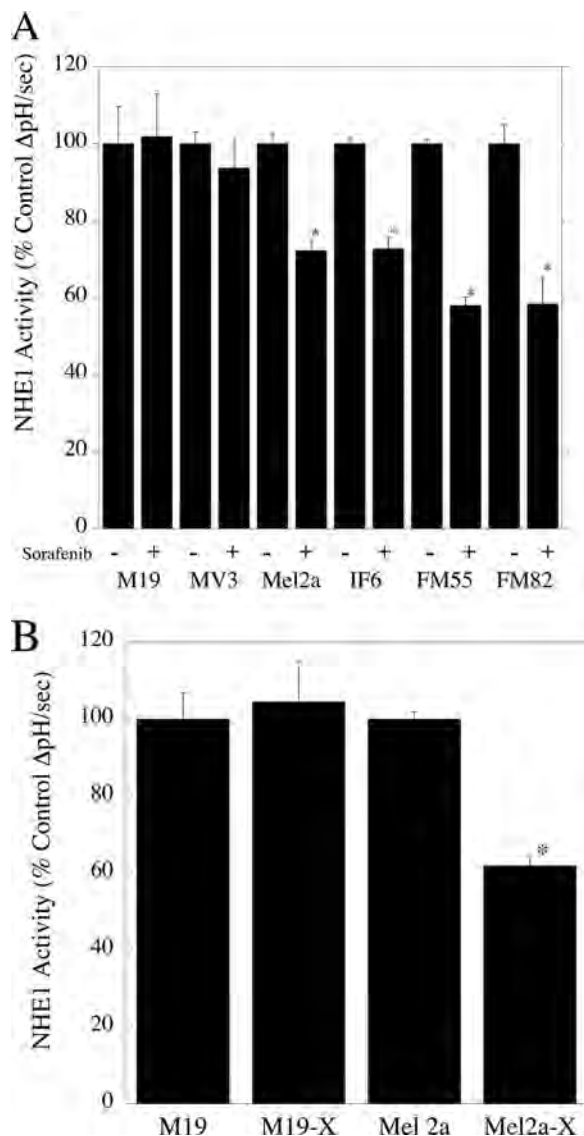 A
NHE1 Activity (% Control ΔpH/sec)
120
100
80
60
40
20
0
* * * *
Sorafenib - + - + - + - + - + - +
M19 MV3 Mel2a IF6 FM55 FM82
B
NHE1 Activity (% Control ΔpH/sec)
120
100
80
60
40
20
0
*
M19 M19-X Mel 2a Mel2a-X